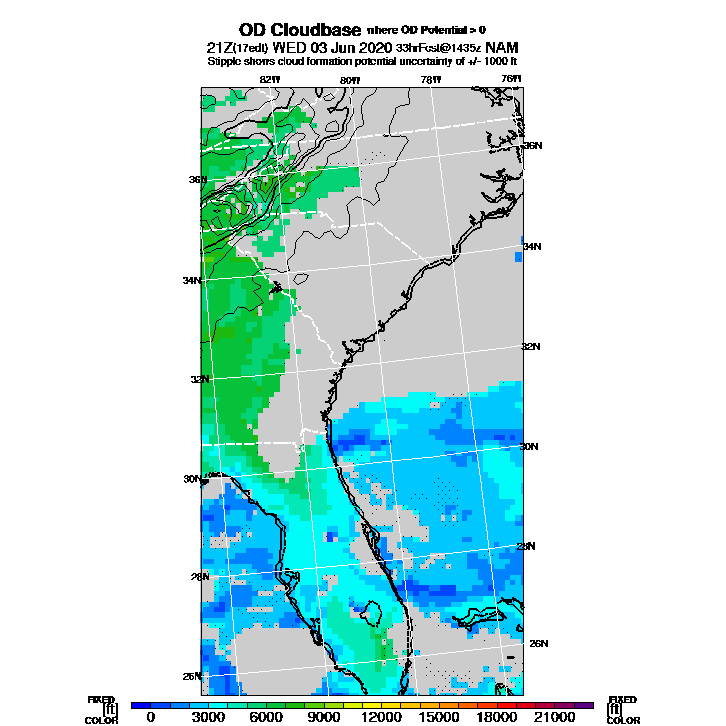 OD Cloudbase where OD Potential > 0
21Z(17edt) WED 03 Jun 2020 33hrFcst@1435z NAM
Stipple shows cloud formation potential uncertainty of +/- 1000 ft
82W 80W 78W 76W
36N
36N
34N
34N
32N
32N
30N
30N
28N
28N
26N
26N
FIXED FIXED
[ft] [ft]
COLOR COLOR
0 3000 6000 9000 12000 15000 18000 21000